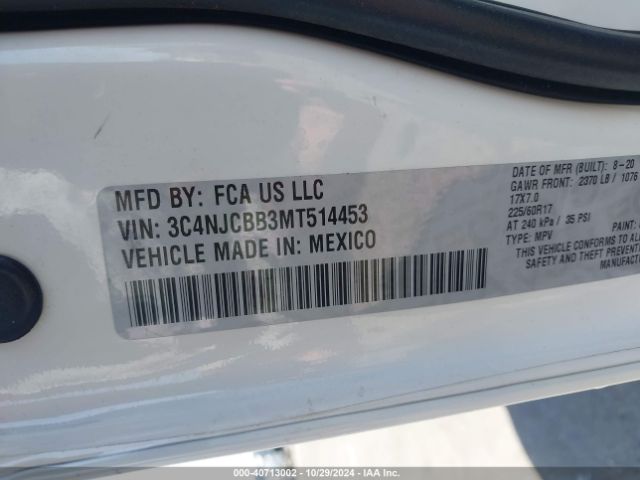 MFD BY: FCA US LLC
VIN: 3C4NJCBB3MT514453
VEHICLE MADE IN: MEXICO
DATE OF MFR (BUILT): 8-20
GAWR FRONT: 2370 LB / 1076
17X7.0
225/60R17
AT 240 kPa / 35 PSI
TYPE: MPV
PAINT:
THIS VEHICLE CONFORMS TO
SAFETY AND THEFT PREVENTION
000-40713002 - 10/29/2024 - IAA Inc.